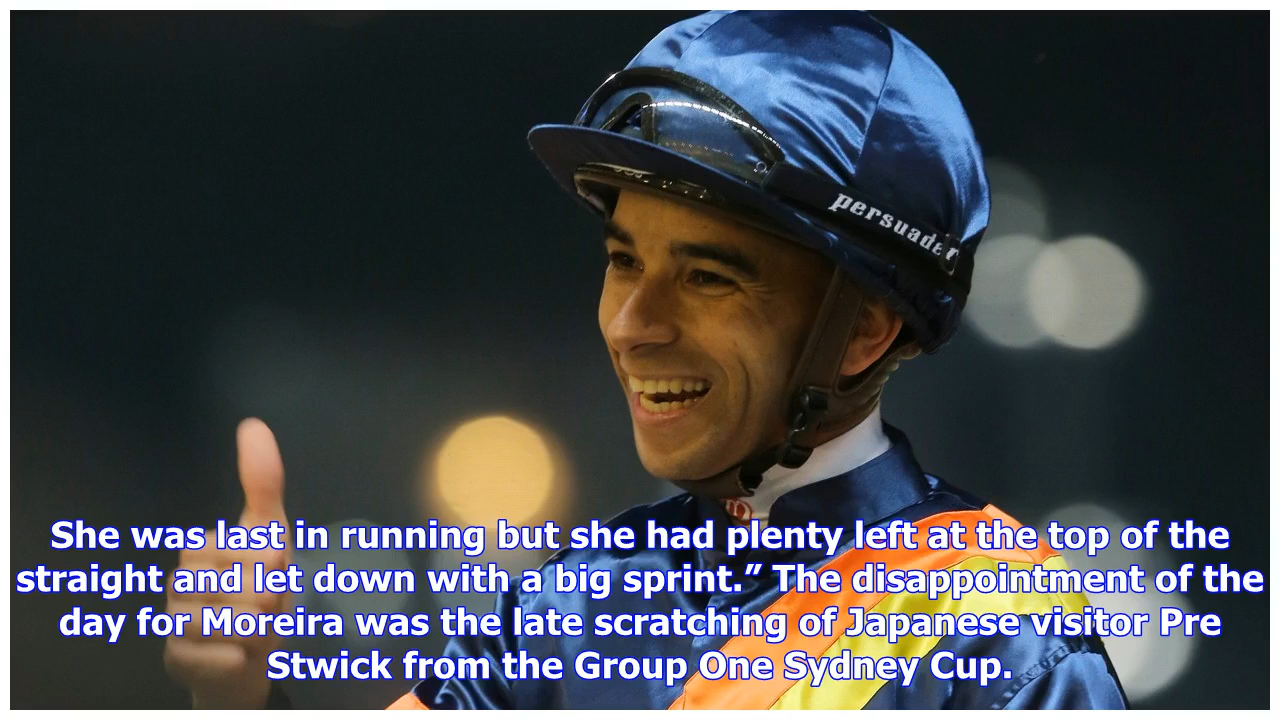 persuader
She was last in running but she had plenty left at the top of the
straight and let down with a big sprint.” The disappointment of the
day for Moreira was the late scratching of Japanese visitor Pre
Stwick from the Group One Sydney Cup.